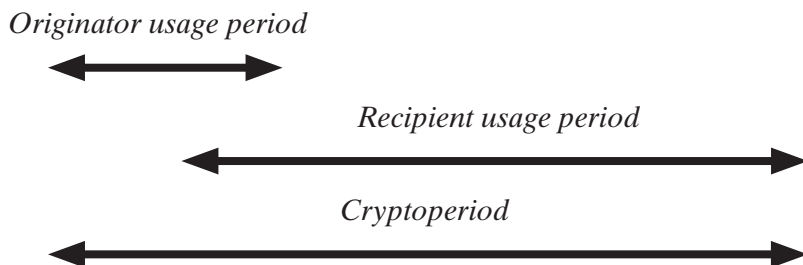 Originator usage period
Recipient usage period
Cryptoperiod